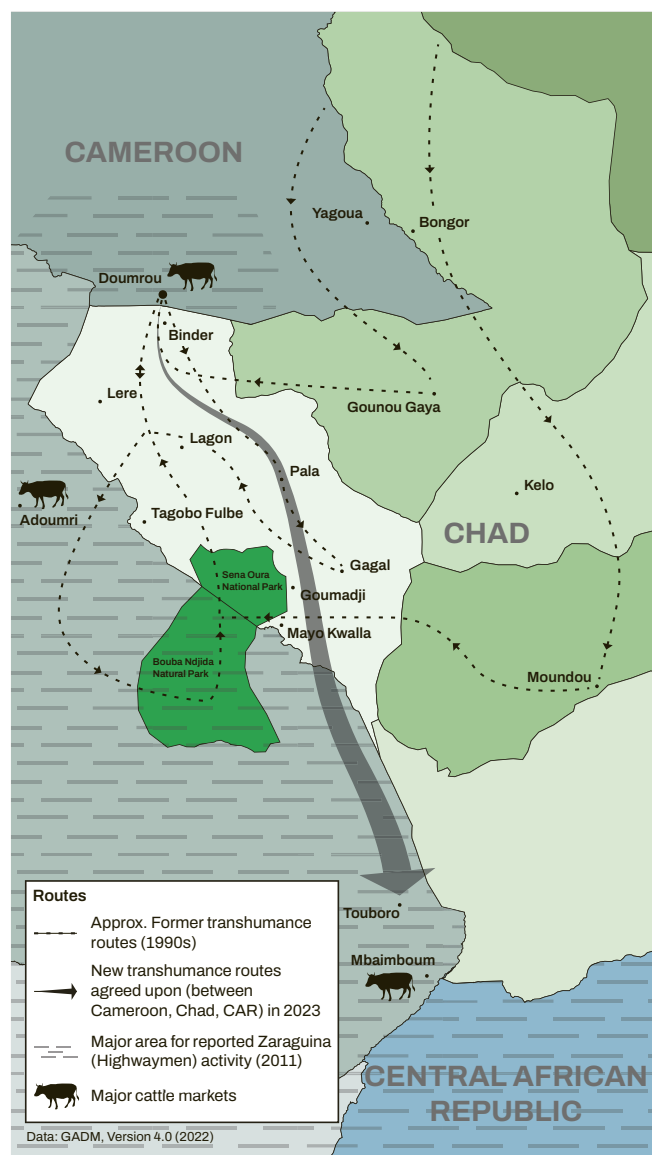 CAMEROON
Yagoua
Bongor
Doumrou
Binder
Lere
Gounou Gaya
Lagon
Pala
Kelo
Adoumri
Tagobo Fulbe
CHAD
Gagal
Sena Oura
National Park
Goumadji
Mayo Kwalla
Bouba Ndjida
Natural Park
Moundou
Touboro
Mbaimboum
CENTRAL AFRICAN
REPUBLIC
Routes
Approx. Former transhumance
routes (1990s)
New transhumance routes
agreed upon (between
Cameroon, Chad, CAR) in 2023
Major area for reported Zaraguina
(Highwaymen) activity (2011)
Major cattle markets
Data: GADM, Version 4.0 (2022)